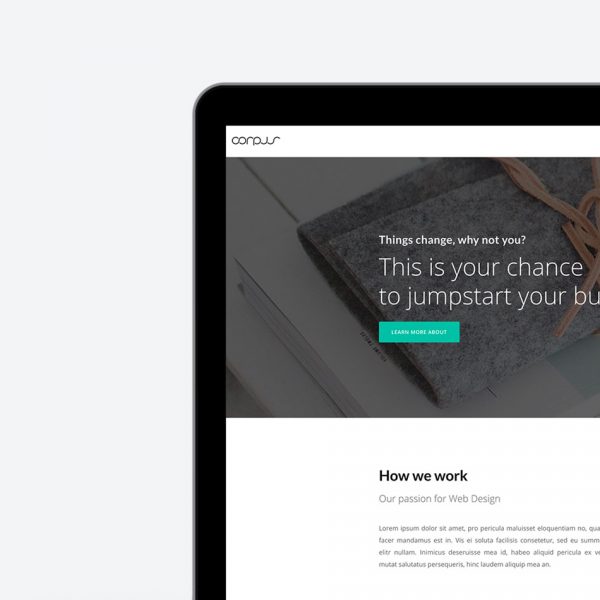 corpus
Things change, why not you?
This is your chance
to jumpstart your bu
LEARN MORE ABOUT
How we work
Our passion for Web Design
Lorem ipsum dolor sit amet, pro pericula maluisset eloquentiam no, qua
facer mandamus est in. Vis ei soluta facilisis consetetur, sed eu summ
elitr nullam. Inimicus deseruisse mea id, habeo aliquid pericula ex ve
mutat salutatus persequeris, hinc laudem aliquip mea an.